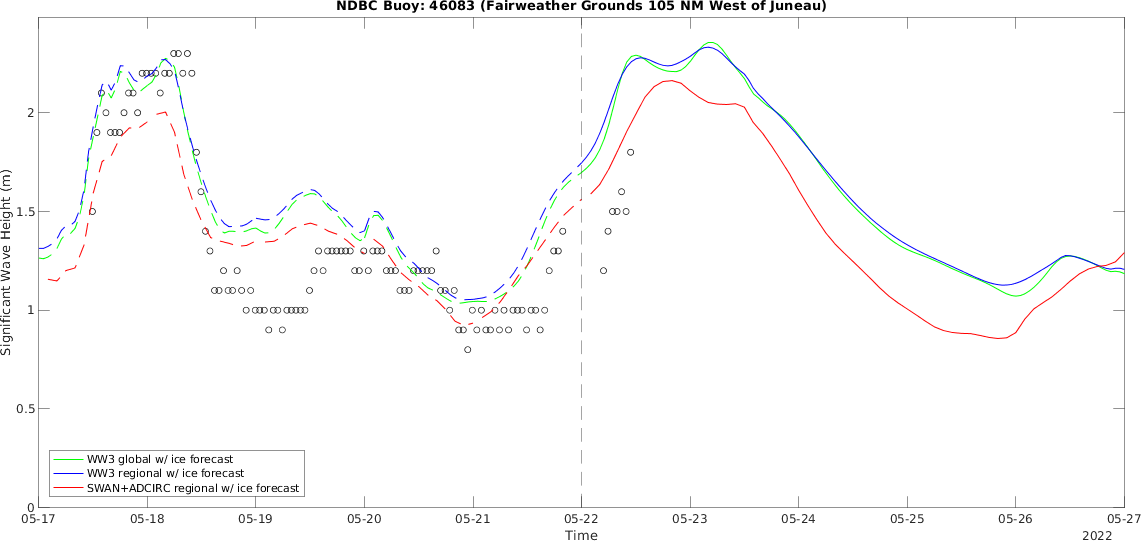 NDBC Buoy: 46083 (Fairweather Grounds 105 NM West of Juneau)
Significant Wave Height (m)
2
1.5
1
0.5
0
WW3 global w/ ice forecast
WW3 regional w/ ice forecast
SWAN+ADCIRC regional w/ ice forecast
05-17 05-18 05-19 05-20 05-21 05-22 05-23 05-24 05-25 05-26 05-27
Time 2022